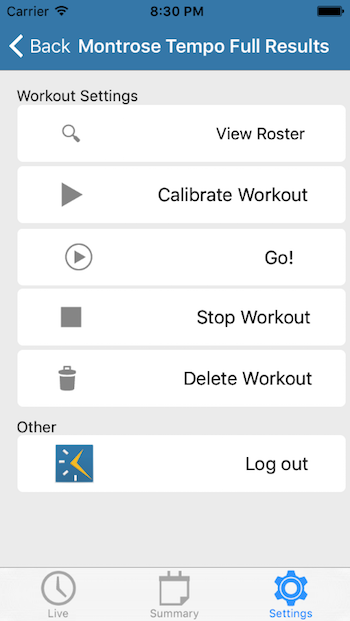 Carrier 8:30 PM
Back Montrose Tempo Full Results
Workout Settings
View Roster
Calibrate Workout
Go!
Stop Workout
Delete Workout
Other
Log out
Live Summary Settings